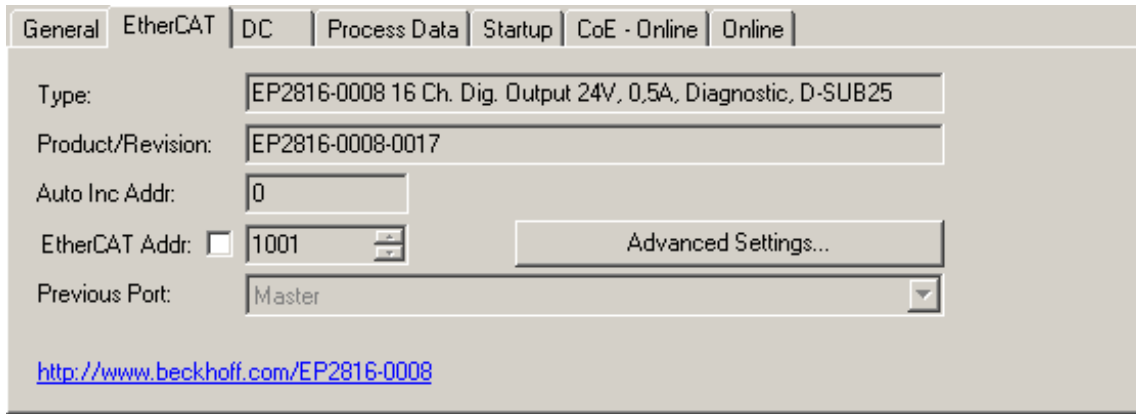 General EtherCAT DC Process Data Startup CoE - Online Online
Type: EP2816-0008 16 Ch. Dig. Output 24V, 0,5A, Diagnostic, D-SUB25
Product/Revision: EP2816-0008-0017
Auto Inc Addr: 0
EtherCAT Addr: 1001 Advanced Settings...
Previous Port: Master
http://www.beckhoff.com/EP2816-0008